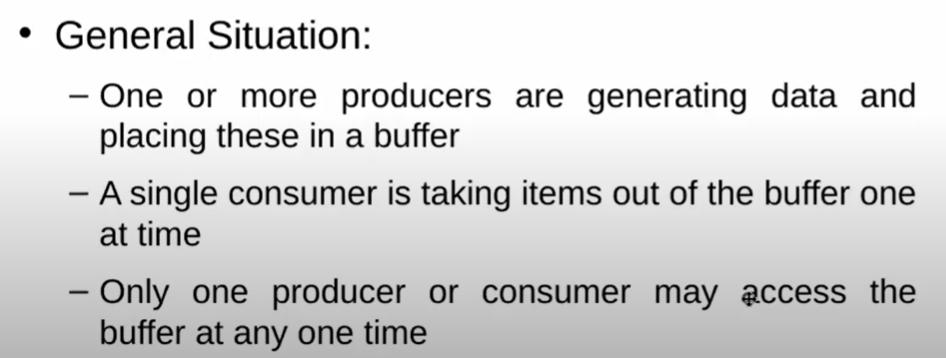 • General Situation:
– One or more producers are generating data and
placing these in a buffer
– A single consumer is taking items out of the buffer one
at time
– Only one producer or consumer may access the
buffer at any one time